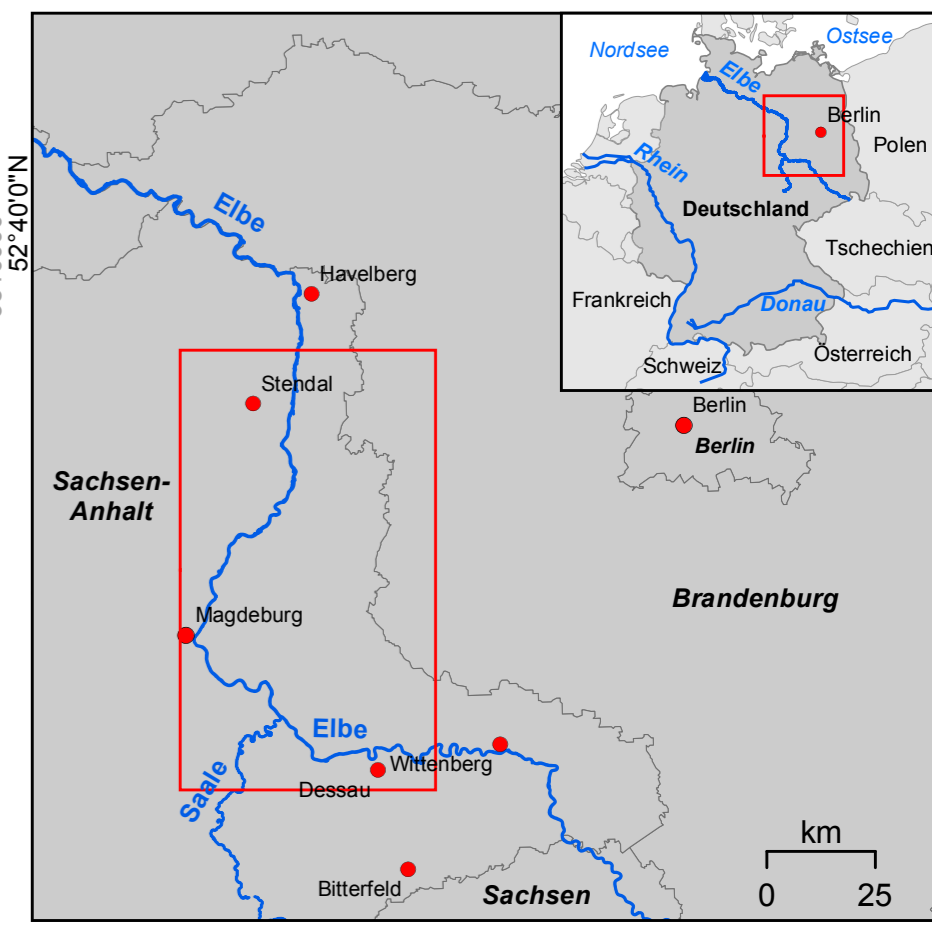 Nordsee
Ostsee
Elbe
Berlin
Polen
Rhein
Deutschland
Tschechien
Frankreich
Donau
Schweiz
Österreich
52°40'0"N
Elbe
Havelberg
Stendal
Berlin
Berlin
Sachsen-
Anhalt
Brandenburg
Magdeburg
Elbe
Wittenberg
Saale
Dessau
Bitterfeld
Sachsen
km
0 25